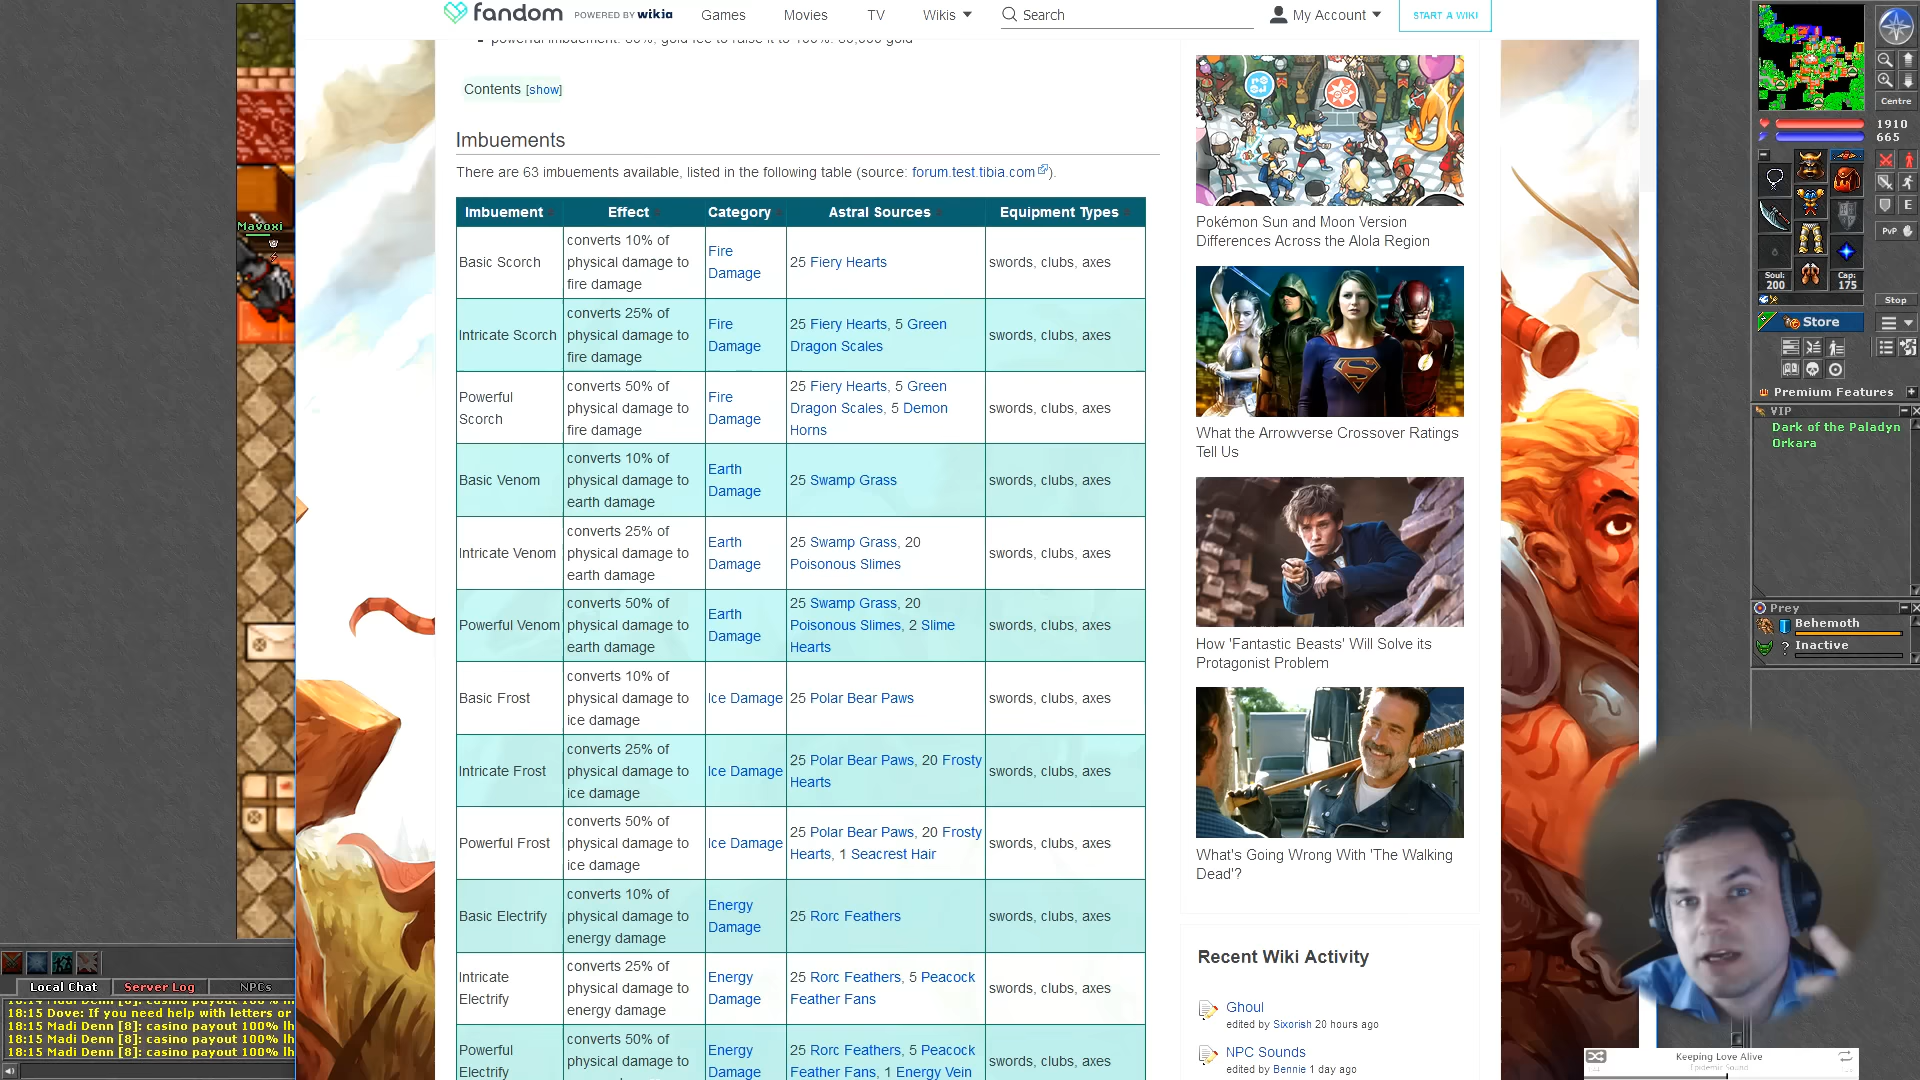 fandom POWERED BY wikia Games Movies TV Wikis Search My Account START A WIKI
Contents [show]
Imbuements
There are 63 imbuements available, listed in the following table (source: forum.test.tibia.com).
Imbuement Effect Category Astral Sources Equipment Types
Basic Scorch converts 10% of physical damage to fire damage Fire Damage 25 Fiery Hearts swords, clubs, axes
Intricate Scorch converts 25% of physical damage to fire damage Fire Damage 25 Fiery Hearts, 5 Green Dragon Scales swords, clubs, axes
Powerful Scorch converts 50% of physical damage to fire damage Fire Damage 25 Fiery Hearts, 5 Green Dragon Scales, 5 Demon Horns swords, clubs, axes
Basic Venom converts 10% of physical damage to earth damage Earth Damage 25 Swamp Grass swords, clubs, axes
Intricate Venom converts 25% of physical damage to earth damage Earth Damage 25 Swamp Grass, 20 Poisonous Slimes swords, clubs, axes
Powerful Venom converts 50% of physical damage to earth damage Earth Damage 25 Swamp Grass, 20 Poisonous Slimes, 2 Slime Hearts swords, clubs, axes
Basic Frost converts 10% of physical damage to ice damage Ice Damage 25 Polar Bear Paws swords, clubs, axes
Intricate Frost converts 25% of physical damage to ice damage Ice Damage 25 Polar Bear Paws, 20 Frosty Hearts swords, clubs, axes
Powerful Frost converts 50% of physical damage to ice damage Ice Damage 25 Polar Bear Paws, 20 Frosty Hearts, 1 Seacrest Hair swords, clubs, axes
Basic Electrify converts 10% of physical damage to energy damage Energy Damage 25 Rorc Feathers swords, clubs, axes
Intricate Electrify converts 25% of physical damage to energy damage Energy Damage 25 Rorc Feathers, 5 Peacock Feather Fans swords, clubs, axes
Powerful Electrify converts 50% of physical damage to Energy Damage 25 Rorc Feathers, 5 Peacock Feather Fans, 1 Energy Vein swords, clubs, axes
Pokémon Sun and Moon Version
Differences Across the Alola Region
What the Arrowverse Crossover Ratings
Tell Us
How 'Fantastic Beasts' Will Solve its
Protagonist Problem
What's Going Wrong With 'The Walking
Dead'?
Recent Wiki Activity
Ghoul
edited by Sixorish 20 hours ago
NPC Sounds
edited by Bennie 1 day ago
Mavoxi
Local Chat Server Log NPCs
18:15 Dove: If you need help with letters or
18:15 Madi Denn [8]: casino payout 100% lh
18:15 Madi Denn [8]: casino payout 100% lh
18:15 Madi Denn [8]: casino payout 100% lh
Centre
1910
665
E
PvP
Soul:
200
Cap:
175
Stop
Store
Premium Features
VIP
Dark of the Paladyn
Orkara
Prey
Behemoth
? Inactive
Keeping Love Alive
Epidemic Sound